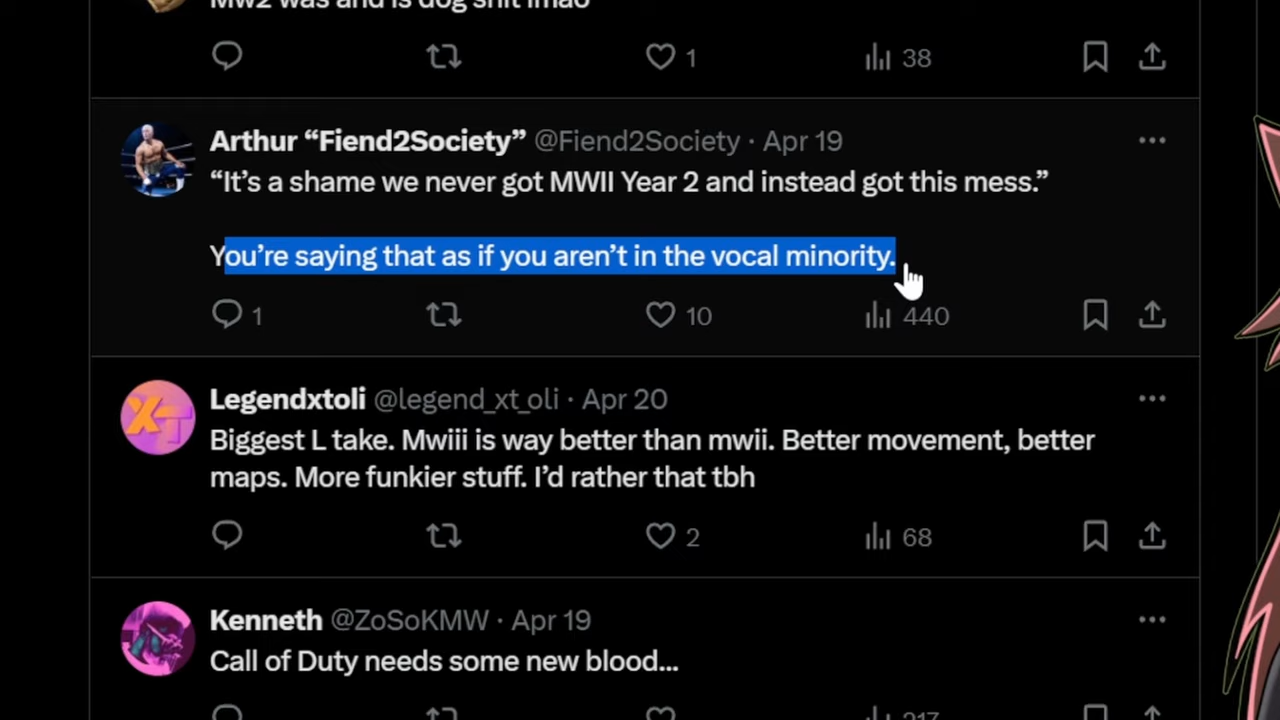 Mw2 was and is dog shit lmao
1
38
Arthur “Fiend2Society” @Fiend2Society · Apr 19
“It’s a shame we never got MWII Year 2 and instead got this mess.”
You’re saying that as if you aren’t in the vocal minority.
1
10
440
Legendxtoli @legend_xt_oli · Apr 20
Biggest L take. Mwiii is way better than mwii. Better movement, better
maps. More funkier stuff. I’d rather that tbh
2
68
Kenneth @ZoSoKMW · Apr 19
Call of Duty needs some new blood...
217